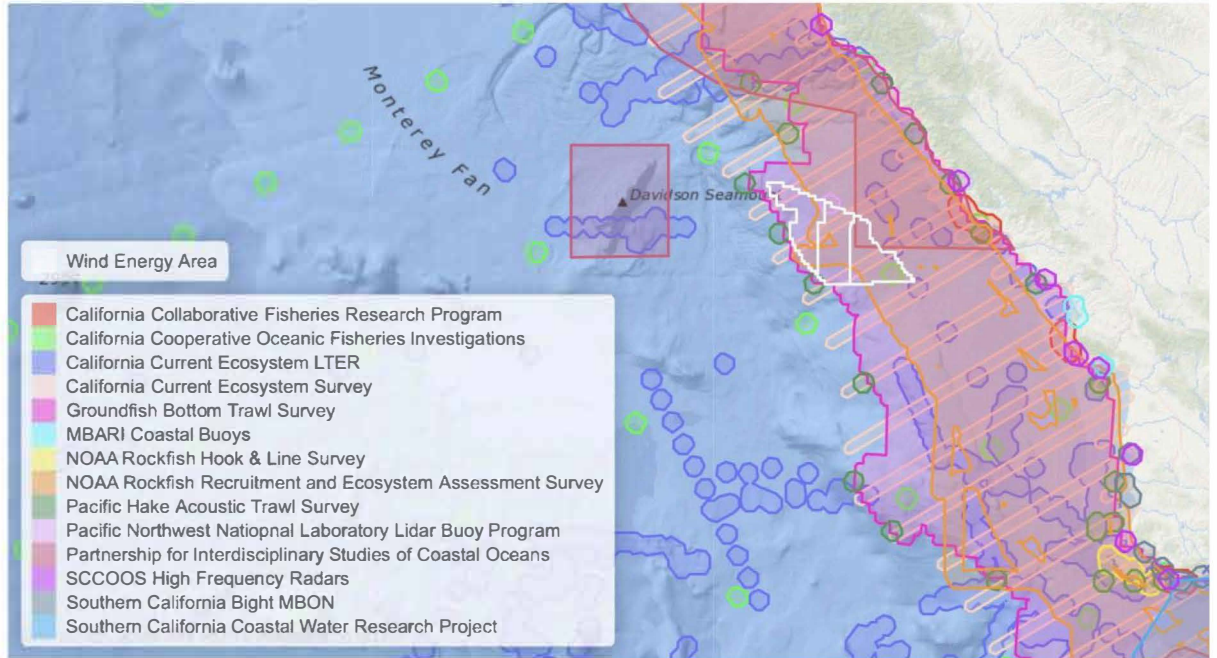 Monterey Fan
Davidson Seamount
Wind Energy Area
California Collaborative Fisheries Research Program
California Cooperative Oceanic Fisheries Investigations
California Current Ecosystem LTER
California Current Ecosystem Survey
Groundfish Bottom Trawl Survey
MBARI Coastal Buoys
NOAA Rockfish Hook & Line Survey
NOAA Rockfish Recruitment and Ecosystem Assessment Survey
Pacific Hake Acoustic Trawl Survey
Pacific Northwest Natiopnal Laboratory Lidar Buoy Program
Partnership for Interdisciplinary Studies of Coastal Oceans
SCCOOS High Frequency Radars
Southern California Bight MBON
Southern California Coastal Water Research Project